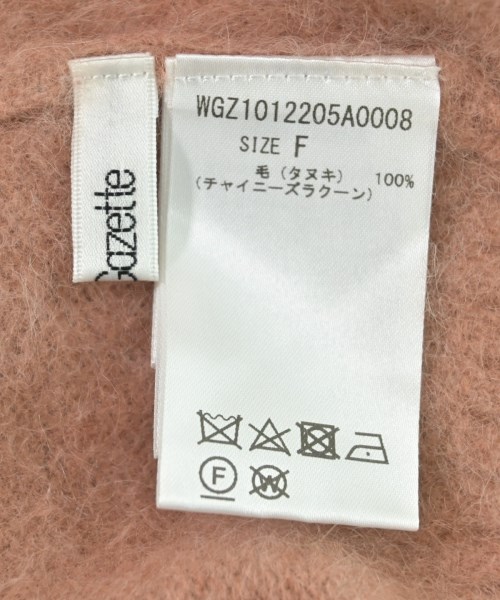 Gazette
WGZ1012205A0008
SIZE F
毛（タヌキ） 100%
（チャイニーズラクーン）
F
W